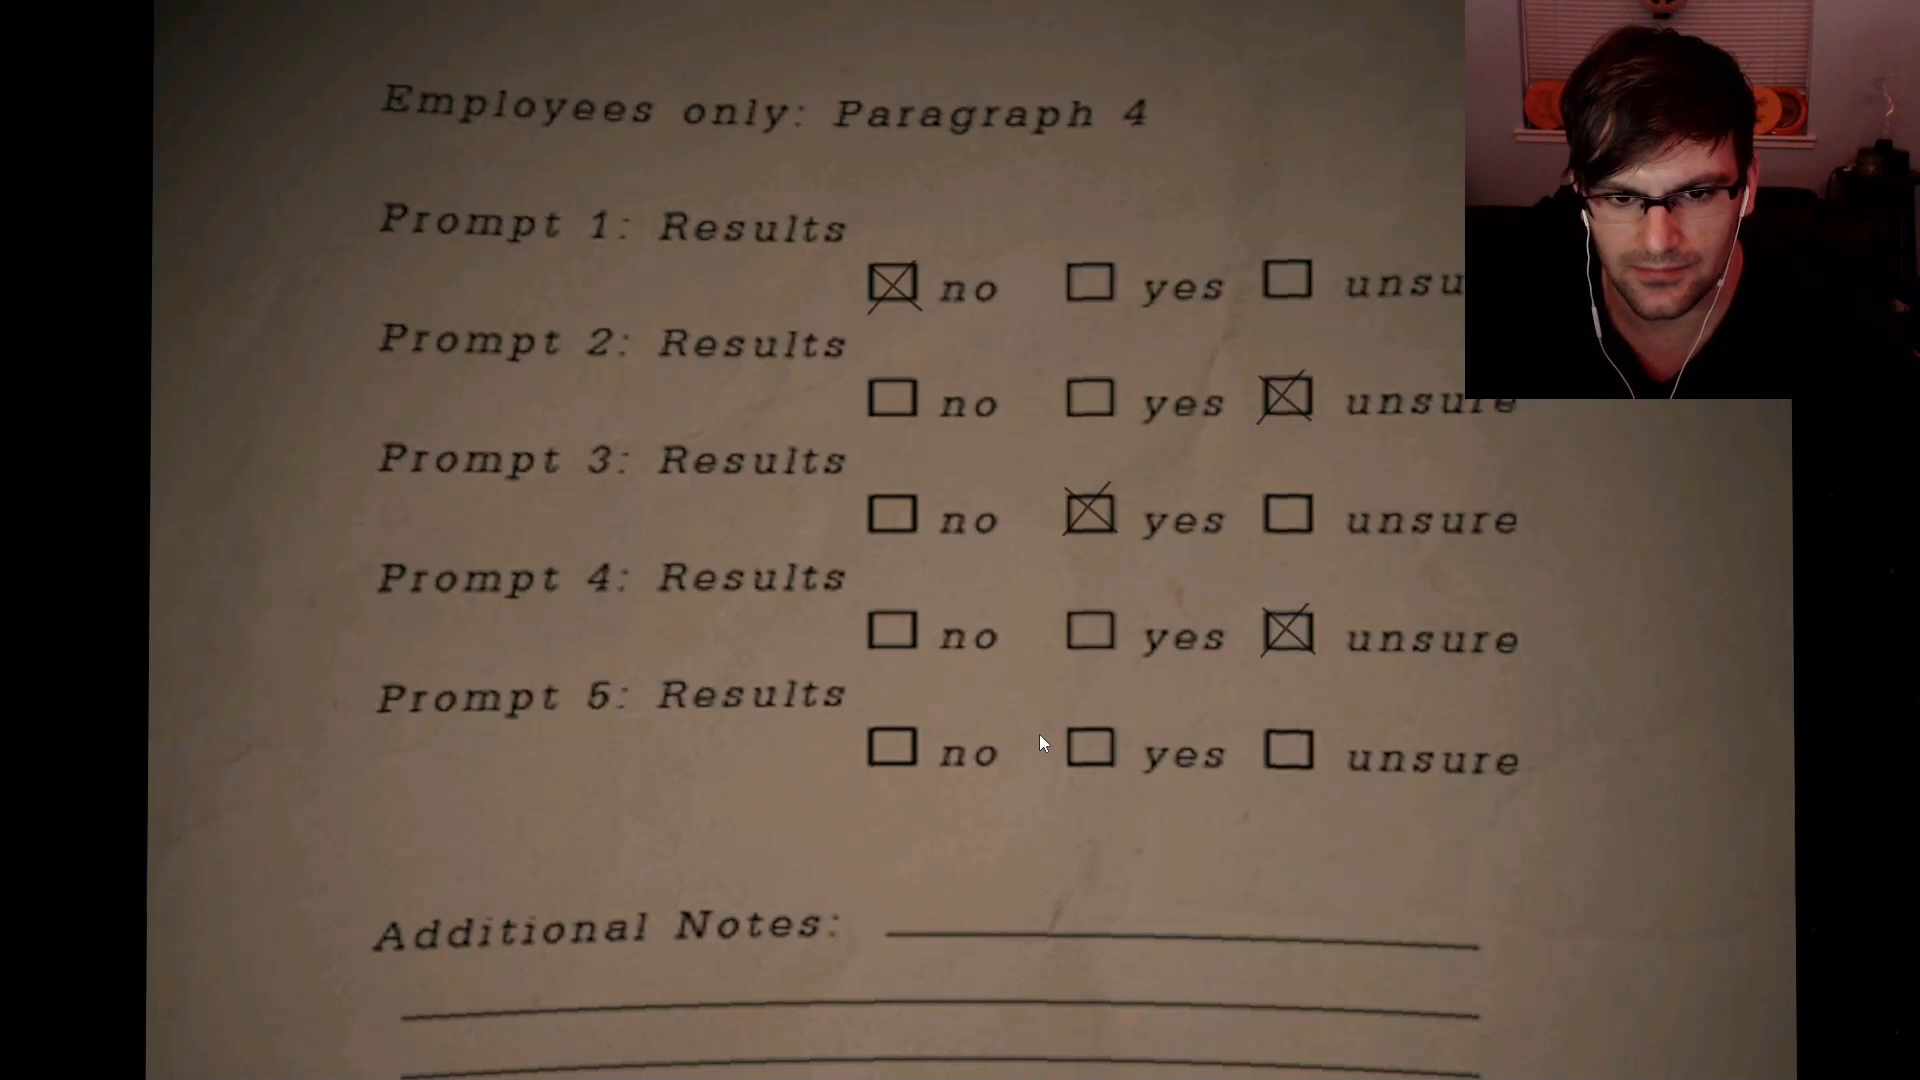 Employees only: Paragraph 4
Prompt 1: Results
no yes unsu
Prompt 2: Results
no yes unsure
Prompt 3: Results
no yes unsure
Prompt 4: Results
no yes unsure
Prompt 5: Results
no yes unsure
Additional Notes: